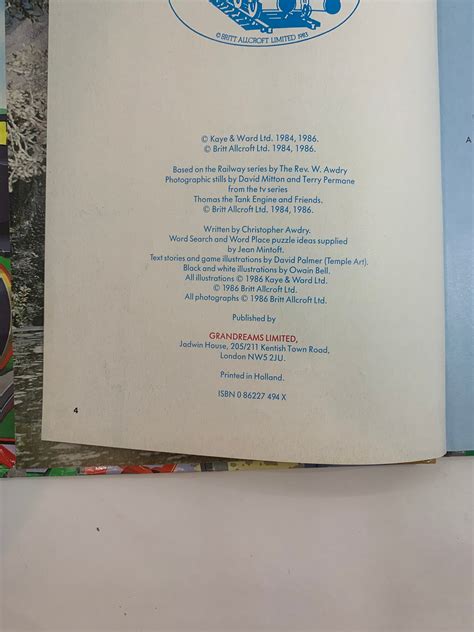 © BRITT ALLCROFT LIMITED 1983
© Kaye & Ward Ltd. 1984, 1986.
© Britt Allcroft Ltd. 1984, 1986.
Based on the Railway series by The Rev. W. Awdry
Photographic stills by David Mitton and Terry Permane
from the tv series
Thomas the Tank Engine and Friends.
© Britt Allcroft Ltd. 1984, 1986.
Written by Christopher Awdry.
Word Search and Word Place puzzle ideas supplied
by Jean Mintoft.
Text stories and game illustrations by David Palmer (Temple Art).
Black and white illustrations by Owain Bell.
All illustrations © 1986 Kaye & Ward Ltd.
© 1986 Britt Allcroft Ltd.
All photographs © 1986 Britt Allcroft Ltd.
Published by
GRANDREAMS LIMITED,
Jadwin House, 205/211 Kentish Town Road,
London NW5 2JU.
Printed in Holland.
ISBN 0 86227 494 X
4
A